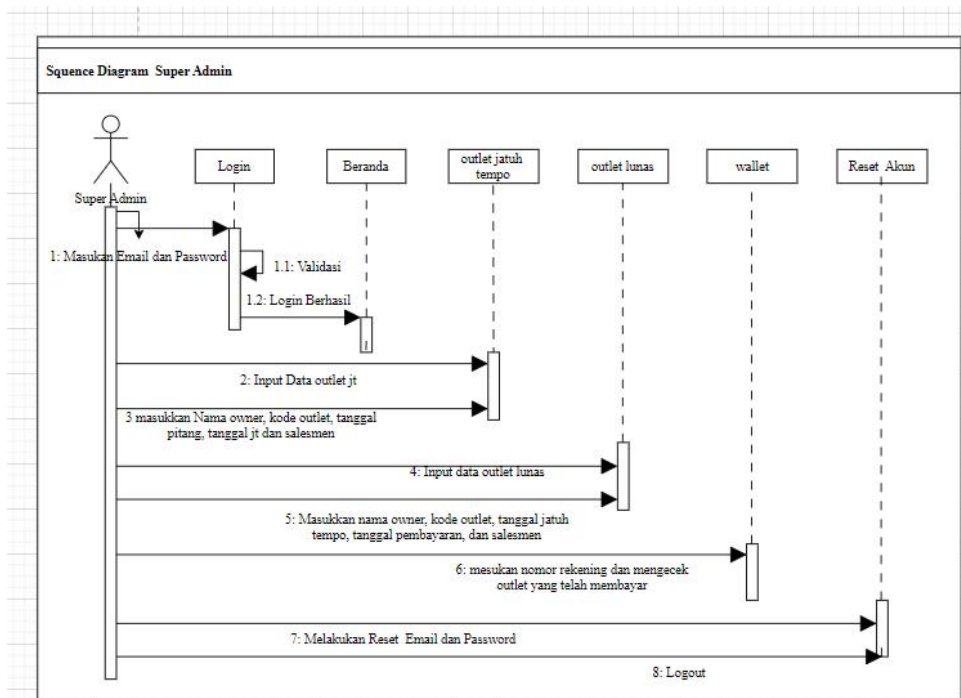 Squence Diagram  Super Admin
Super Admin
Login
Beranda
outlet jatuh
tempo
outlet lunas
wallet
Reset  Akun
1: Masukan Email dan Password
1.1: Validasi
1.2: Login Berhasil
2: Input Data outlet jt
3 masukkan Nama owner, kode outlet, tanggal
pitang, tanggal jt dan salesmen
4: Input data outlet lunas
5: Masukkan nama owner, kode outlet, tanggal jatuh
tempo, tanggal pembayaran, dan salesmen
6: mesukan nomor rekening dan mengecek
outlet yang telah membayar
7: Melakukan Reset  Email dan Password
8: Logout